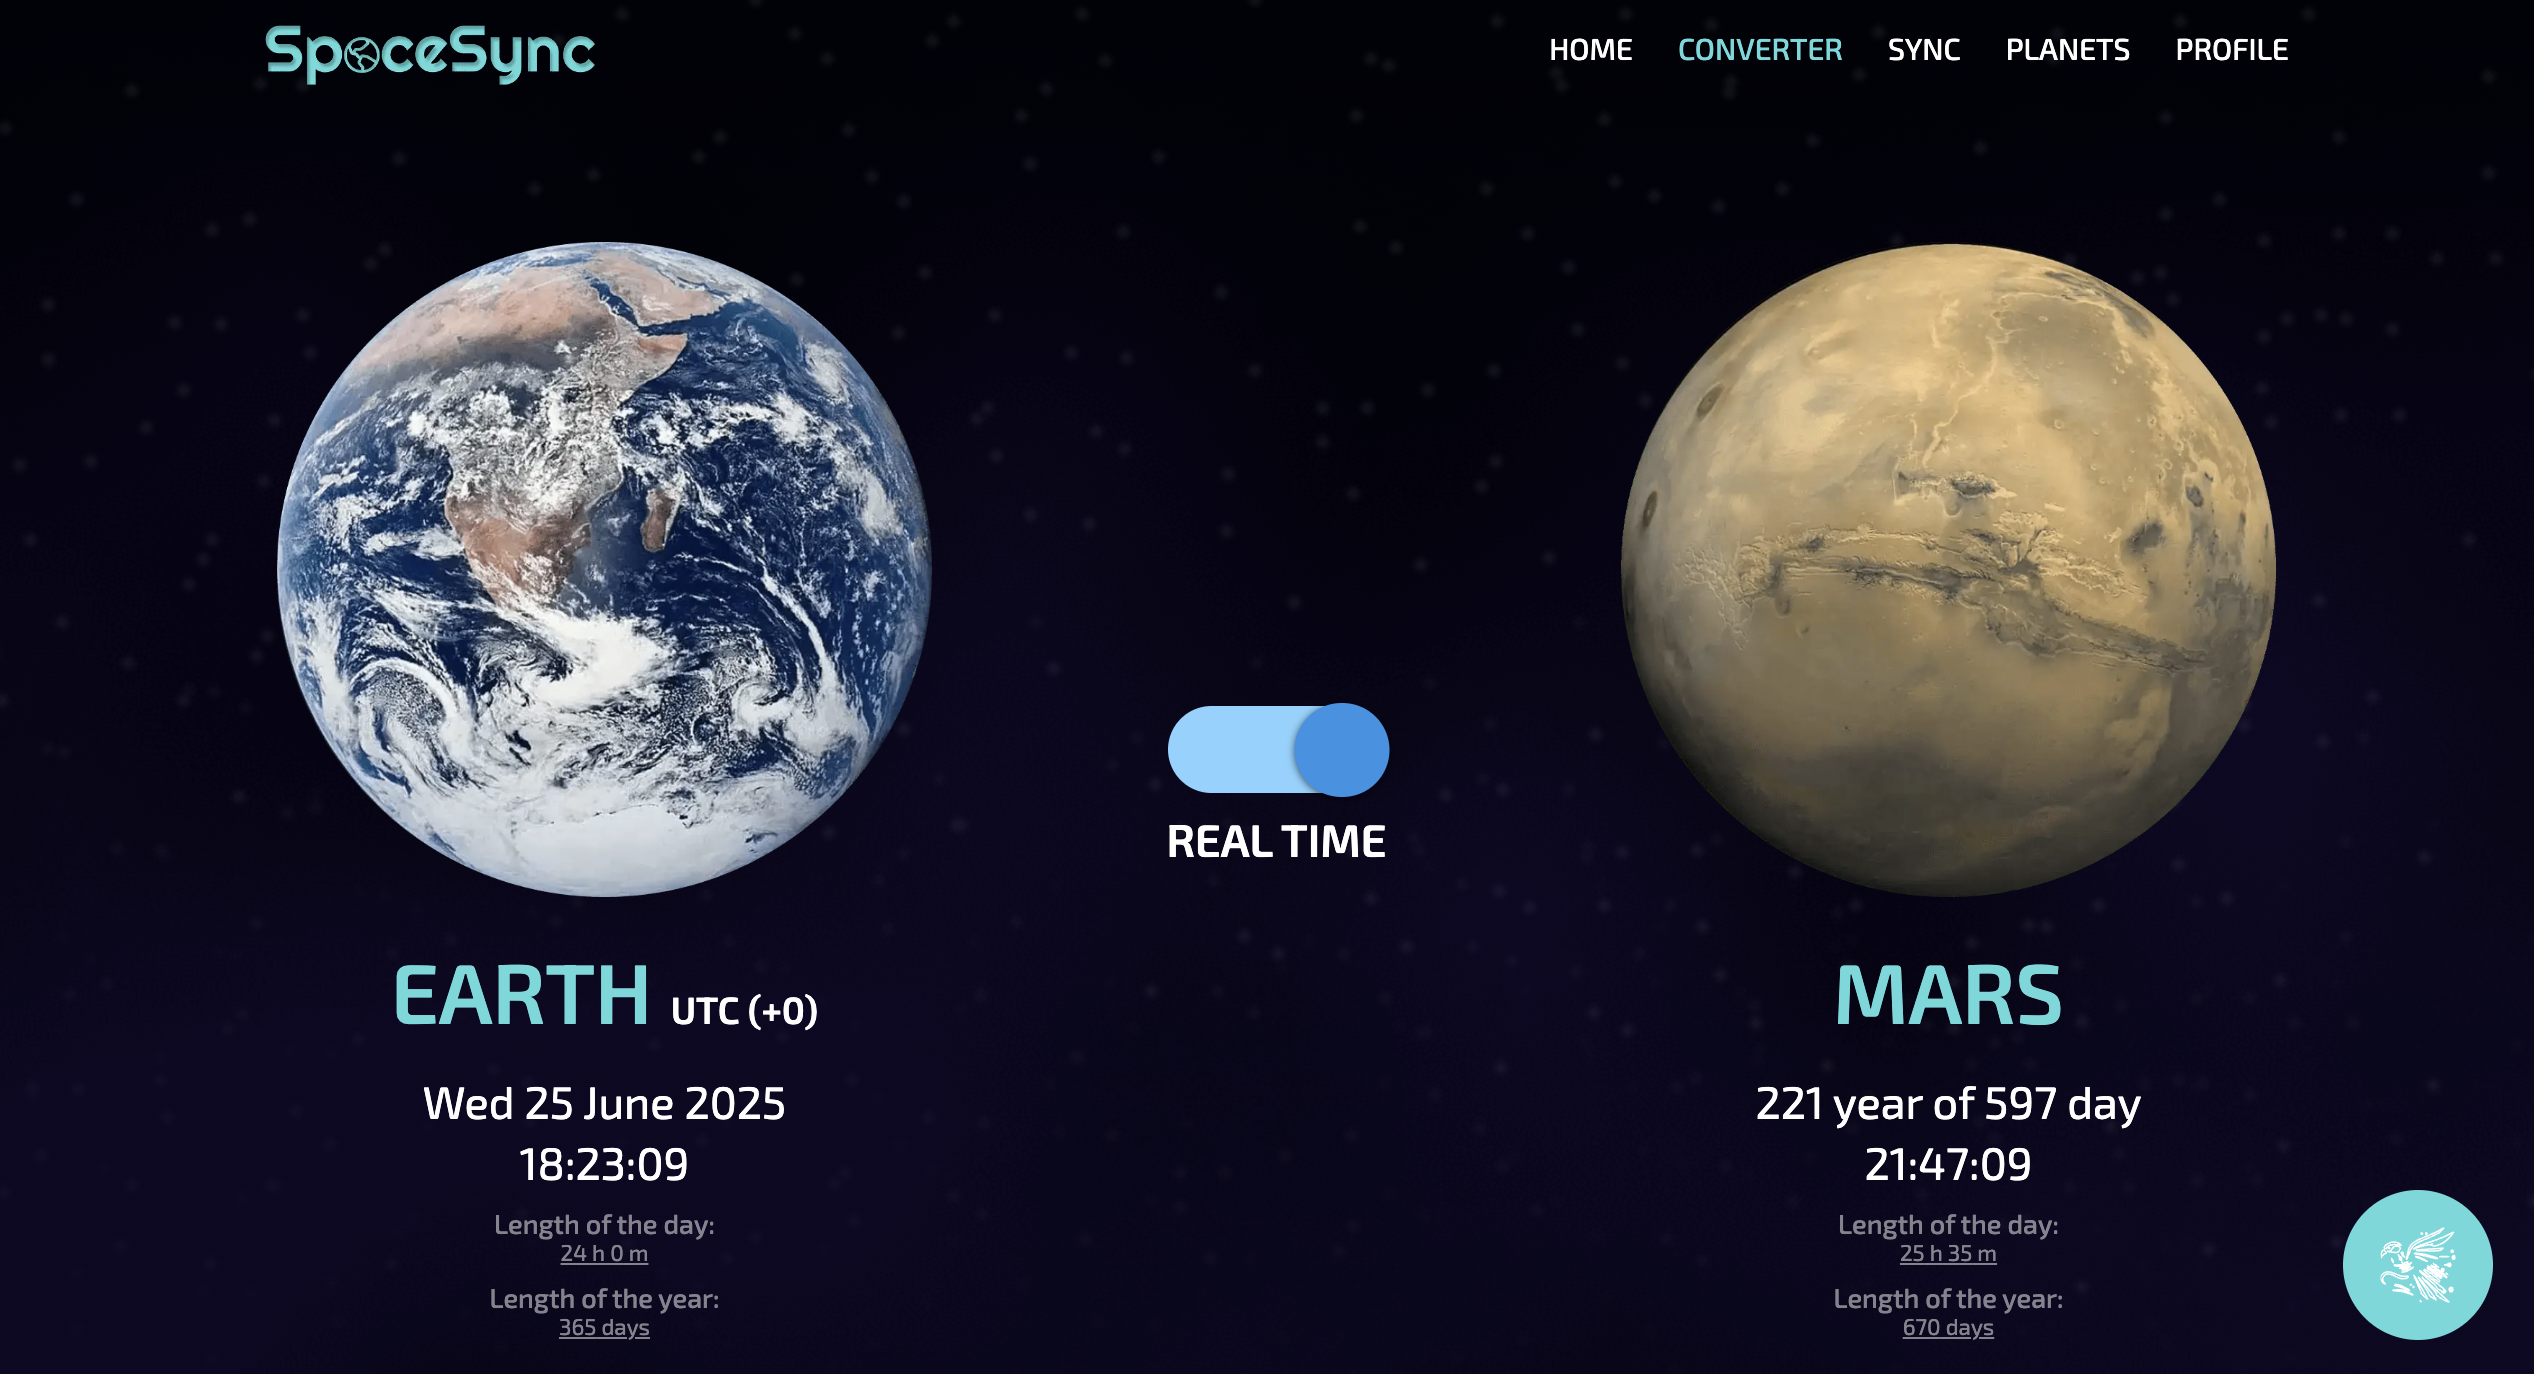 SpaceSync
HOME CONVERTER SYNC PLANETS PROFILE
REAL TIME
EARTH UTC (+0)
Wed 25 June 2025
18:23:09
Length of the day:
24 h 0 m
Length of the year:
365 days
MARS
221 year of 597 day
21:47:09
Length of the day:
25 h 35 m
Length of the year:
670 days